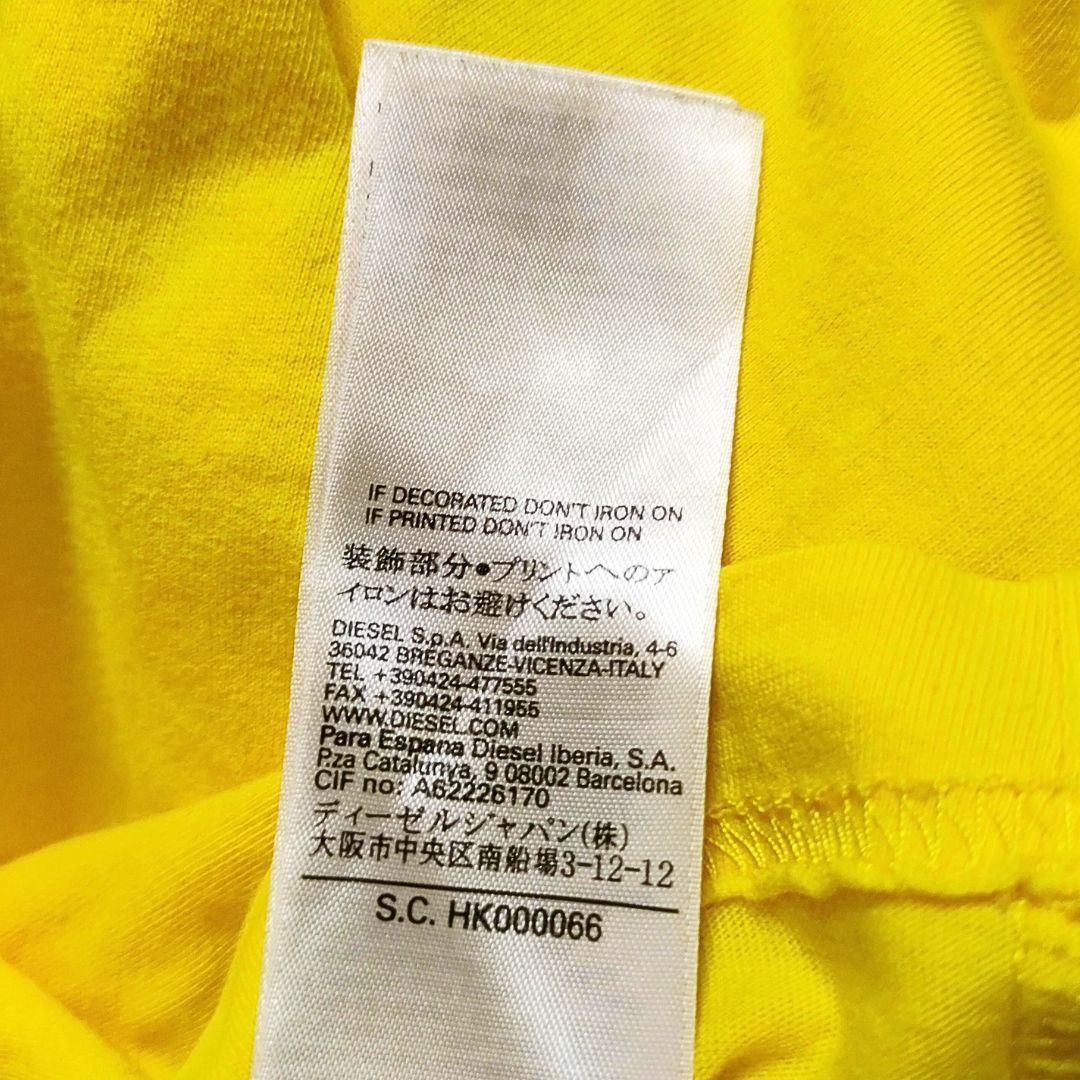 IF DECORATED DON'T IRON ON
IF PRINTED DON'T IRON ON
装飾部分●プリントへのア
イロンはお避けください。
DIESEL S.p.A. Via dell'Industria, 4-6
36042 BREGANZE-VICENZA-ITALY
TEL +390424-477555
FAX +390424-411955
WWW.DIESEL.COM
Para Espana Diesel Iberia, S.A.
P.za Catalunya, 9 08002 Barcelona
CIF no: A62226170
ディーゼルジャパン(株)
大阪市中央区南船場3-12-12
S.C. HK000066